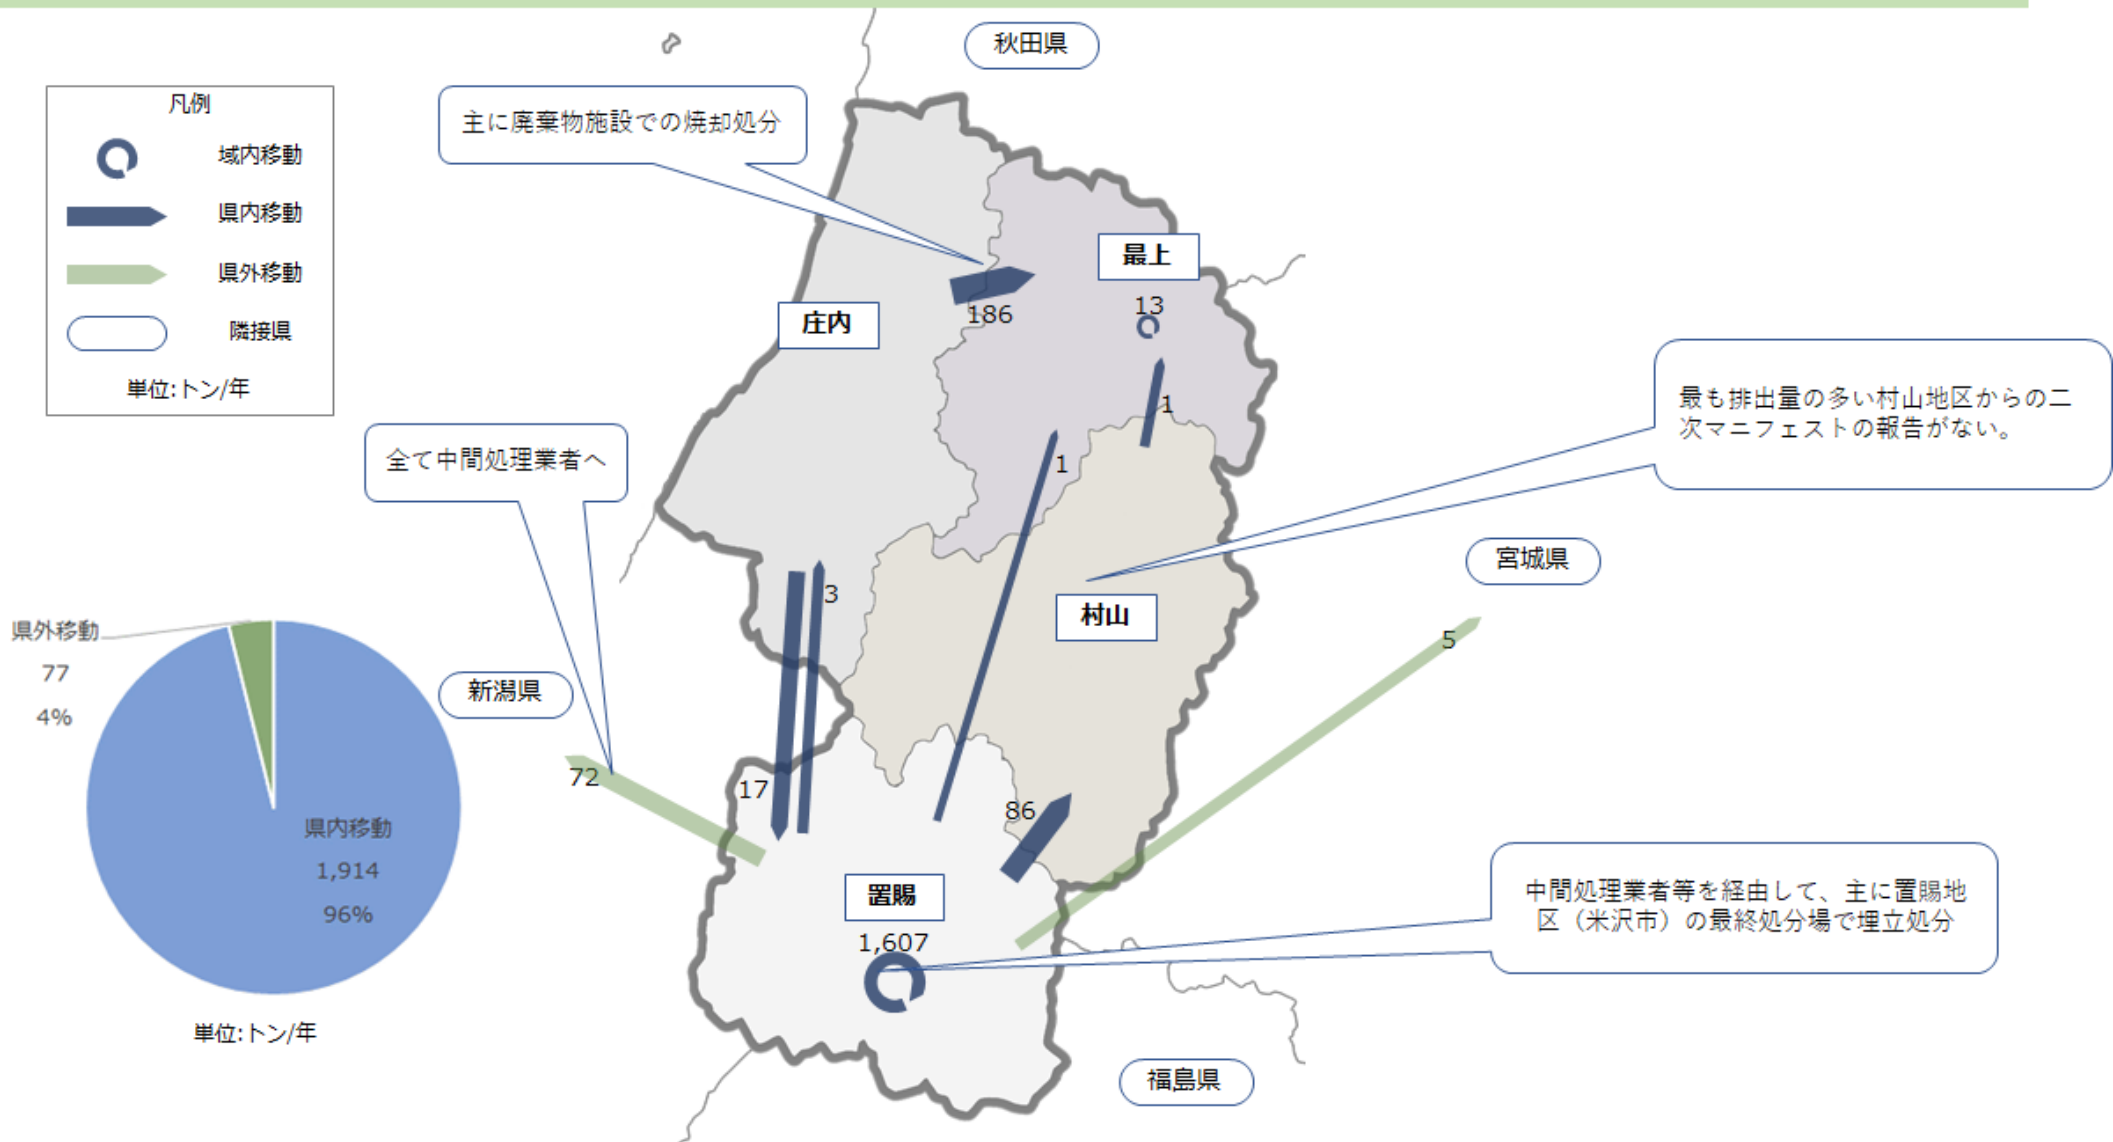 秋田県
凡例
域内移動
県内移動
県外移動
隣接県
単位:トン/年
主に廃棄物施設での焼却処分
最上
13
186
庄内
1
最も排出量の多い村山地区からの二
次マニフェストの報告がない。
全て中間処理業者へ
1
宮城県
3
村山
5
県外移動
77
4%
新潟県
72
17
86
県内移動
1,914
96%
置賜
1,607
中間処理業者等を経由して、主に置賜地
区（米沢市）の最終処分場で埋立処分
単位:トン/年
福島県